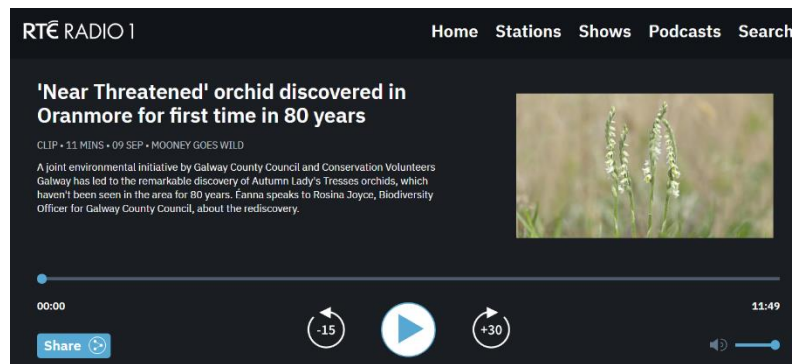 RTÉ RADIO 1
Home Stations Shows Podcasts Search
'Near Threatened' orchid discovered in
Oranmore for first time in 80 years
CLIP • 11 MINS • 09 SEP • MOONEY GOES WILD
A joint environmental initiative by Galway County Council and Conservation Volunteers
Galway has led to the remarkable discovery of Autumn Lady's Tresses orchids, which
haven't been seen in the area for 80 years. Éanna speaks to Rosina Joyce, Biodiversity
Officer for Galway County Council, about the rediscovery.
00:00
11:49
-15
+30
Share